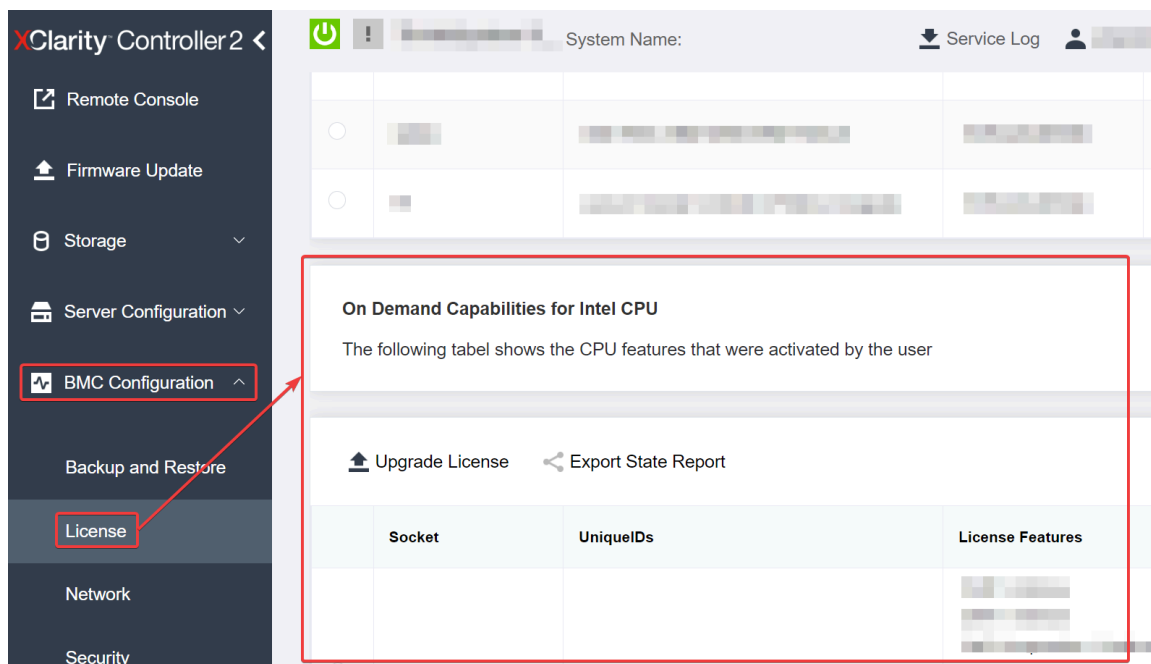 XClarity Controller 2
Remote Console
Firmware Update
Storage
Server Configuration
BMC Configuration
Backup and Restore
License
Network
Security
System Name:
Service Log
On Demand Capabilities for Intel CPU
The following tabel shows the CPU features that were activated by the user
Upgrade License Export State Report
Socket UniqueIDs License Features